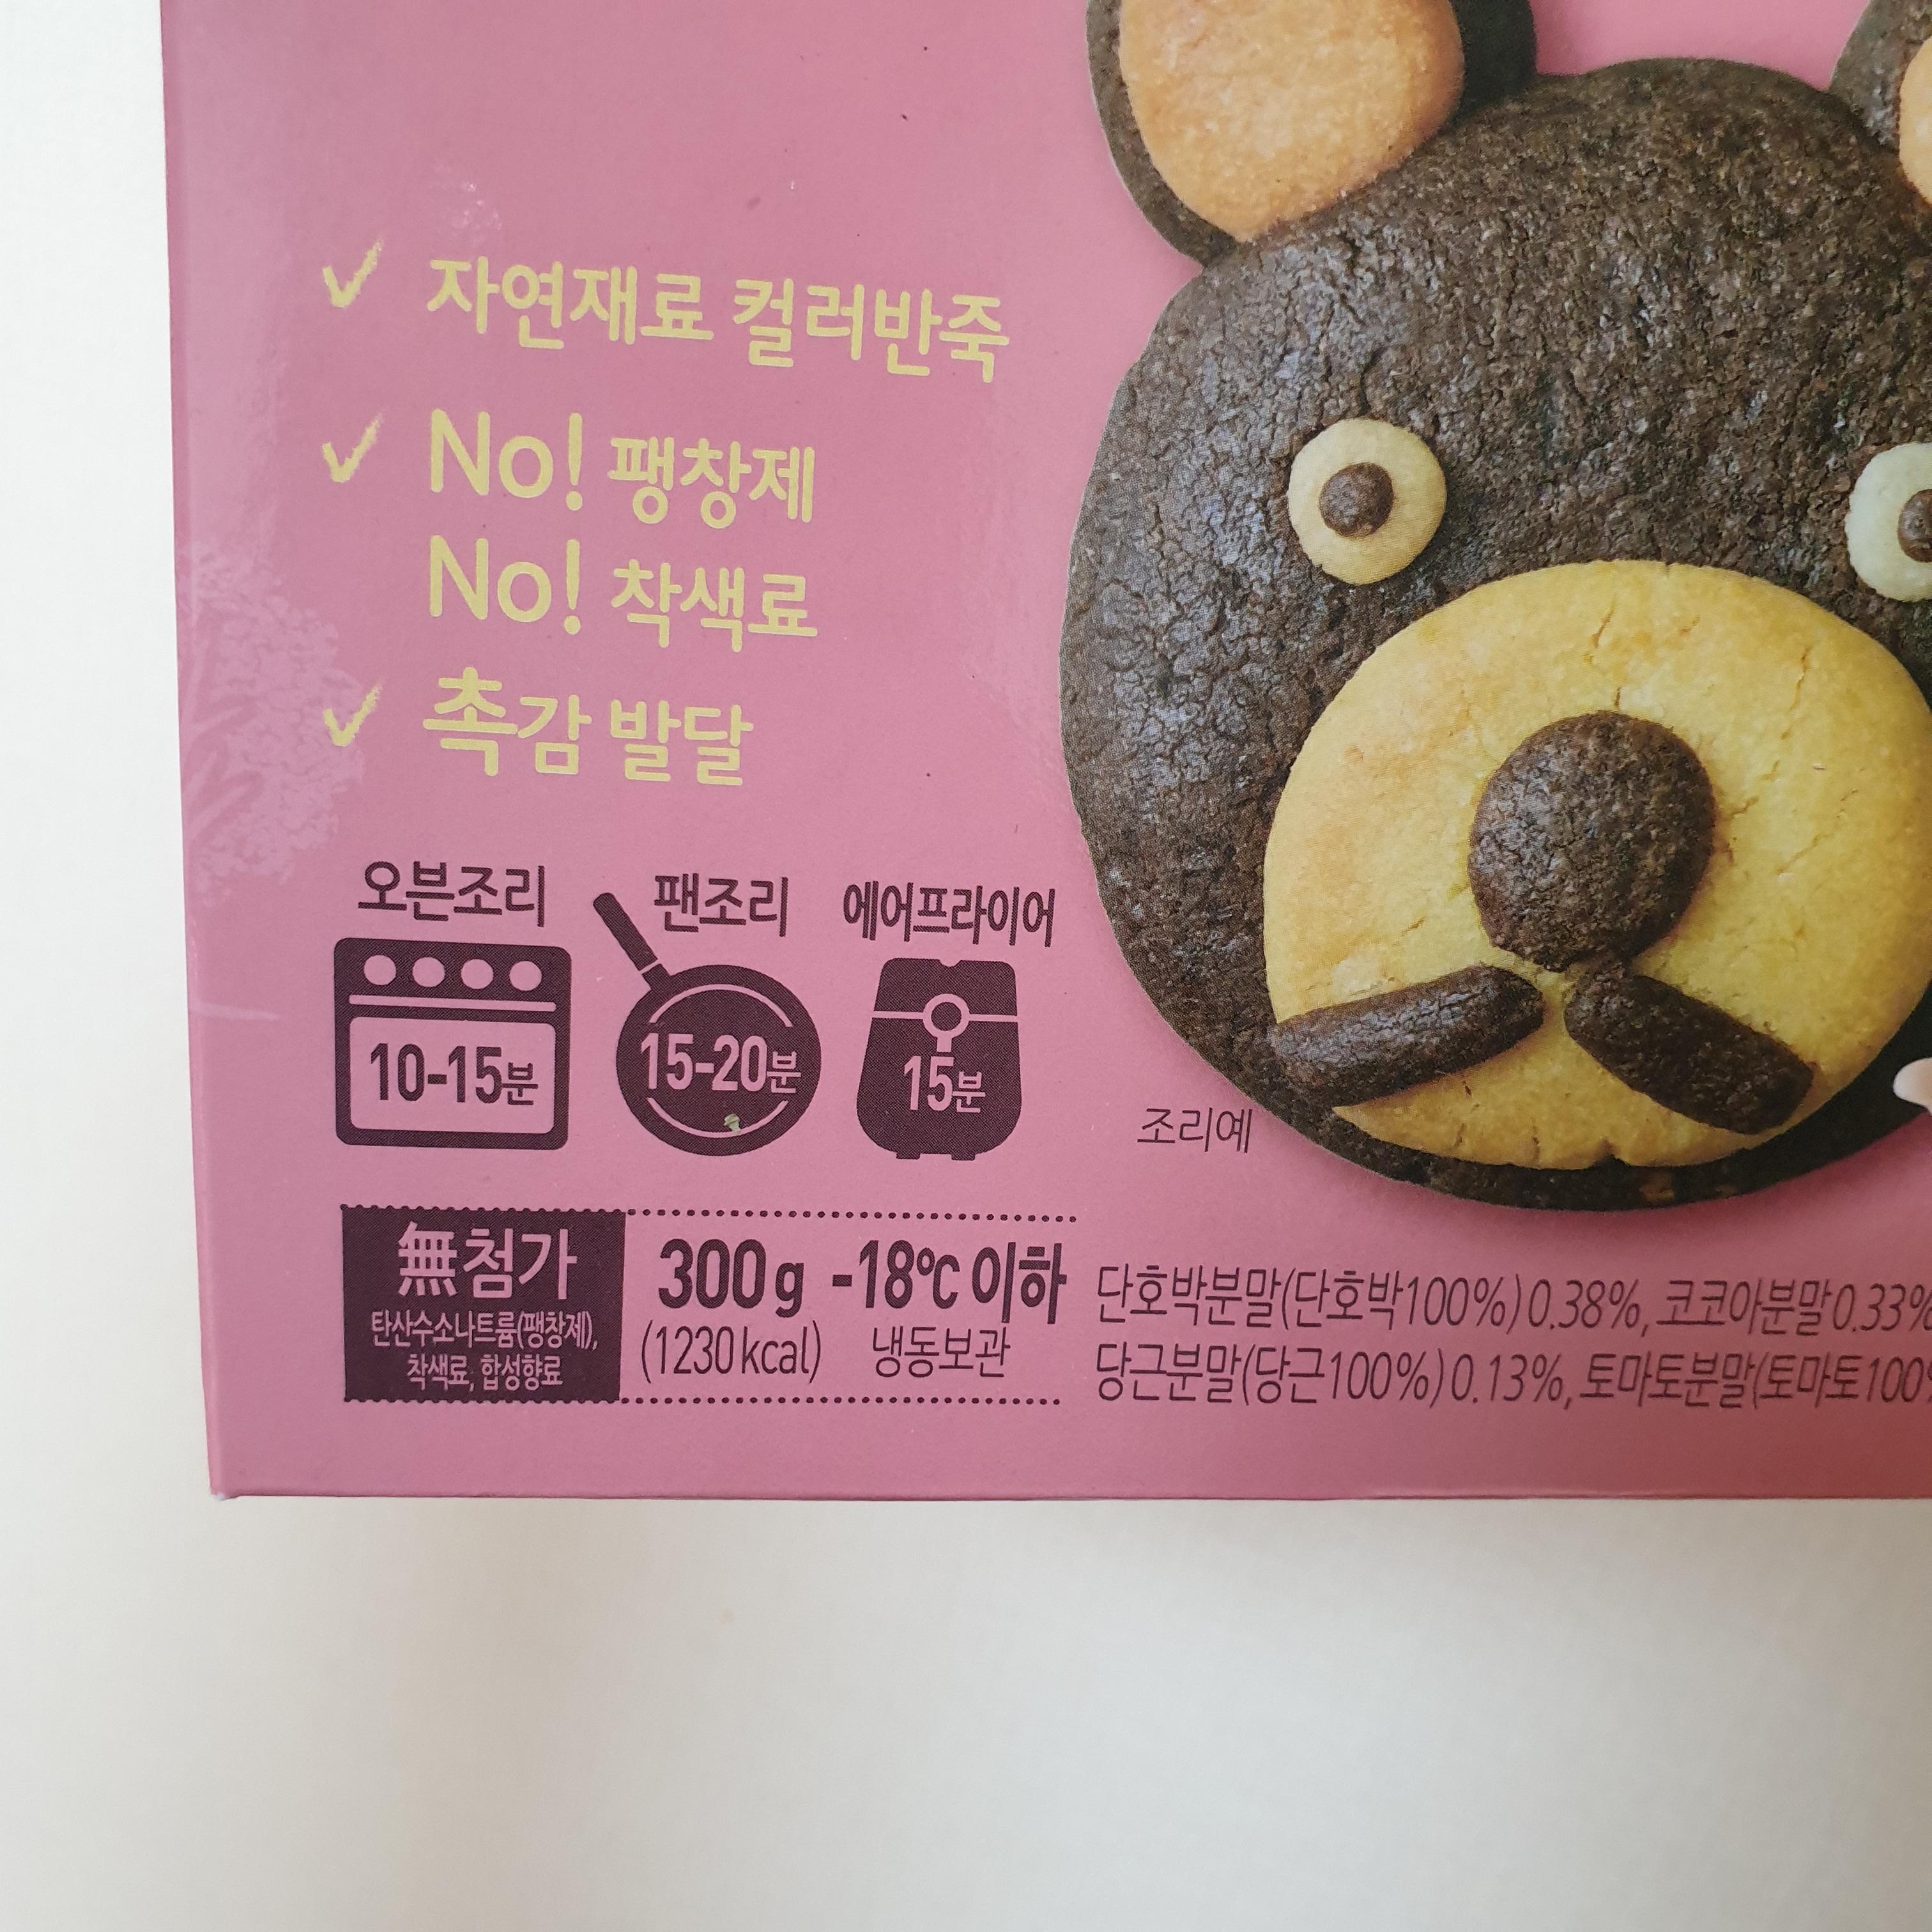 자연재료 컬러반죽
No! 팽창제
No! 착색료
촉감 발달
오븐조리
10-15분
팬조리
15-20분
에어프라이어
15분
조리예
無첨가
탄산수소나트륨(팽창제),
착색료, 합성향료
300g
(1230kcal)
-18℃ 이하
냉동보관
단호박분말(단호박100%)0.38%, 코코아분말0.33%
당근분말(당근100%)0.13%, 토마토분말(토마토100%